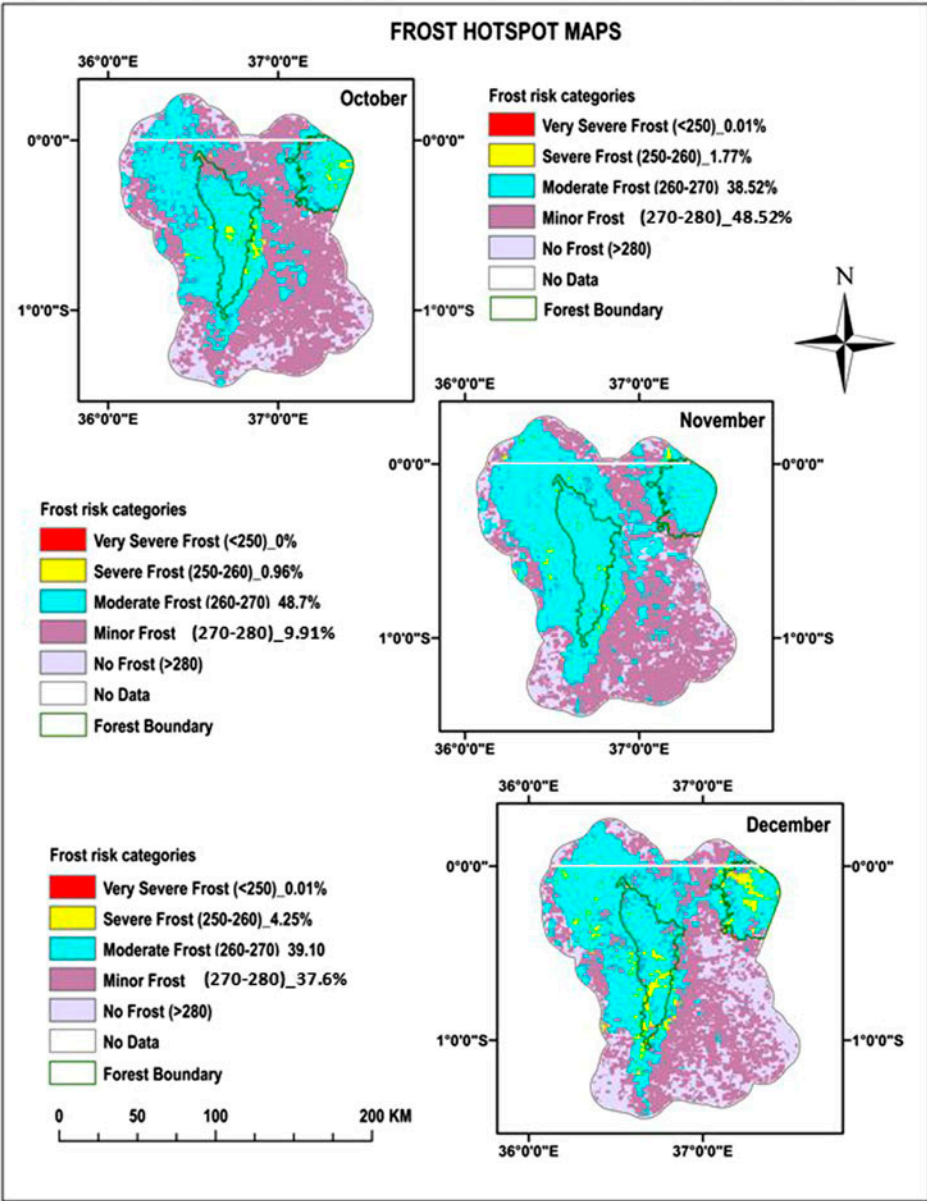 FROST HOTSPOT MAPS
36°0'0"E 37°0'0"E
October
0°0'0"
1°0'0"S
36°0'0"E 37°0'0"E
Frost risk categories
Very Severe Frost (<250)_0.01%
Severe Frost (250-260)_1.77%
Moderate Frost (260-270) 38.52%
Minor Frost (270-280)_48.52%
No Frost (>280)
No Data
Forest Boundary
N
36°0'0"E 37°0'0"E
November
0°0'0" 0°0'0"
1°0'0"S 1°0'0"S
36°0'0"E 37°0'0"E
Frost risk categories
Very Severe Frost (<250)_0%
Severe Frost (250-260)_0.96%
Moderate Frost (260-270) 48.7%
Minor Frost (270-280)_9.91%
No Frost (>280)
No Data
Forest Boundary
36°0'0"E 37°0'0"E
December
0°0'0" 0°0'0"
1°0'0"S 1°0'0"S
36°0'0"E 37°0'0"E
Frost risk categories
Very Severe Frost (<250)_0.01%
Severe Frost (250-260)_4.25%
Moderate Frost (260-270) 39.10
Minor Frost (270-280)_37.6%
No Frost (>280)
No Data
Forest Boundary
0 50 100 200 KM